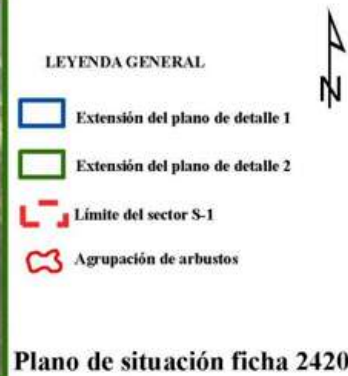 N
LEYENDA GENERAL
Extensión del plano de detalle 1
Extensión del plano de detalle 2
Límite del sector S-1
Agrupación de arbustos
Plano de situación ficha 2420